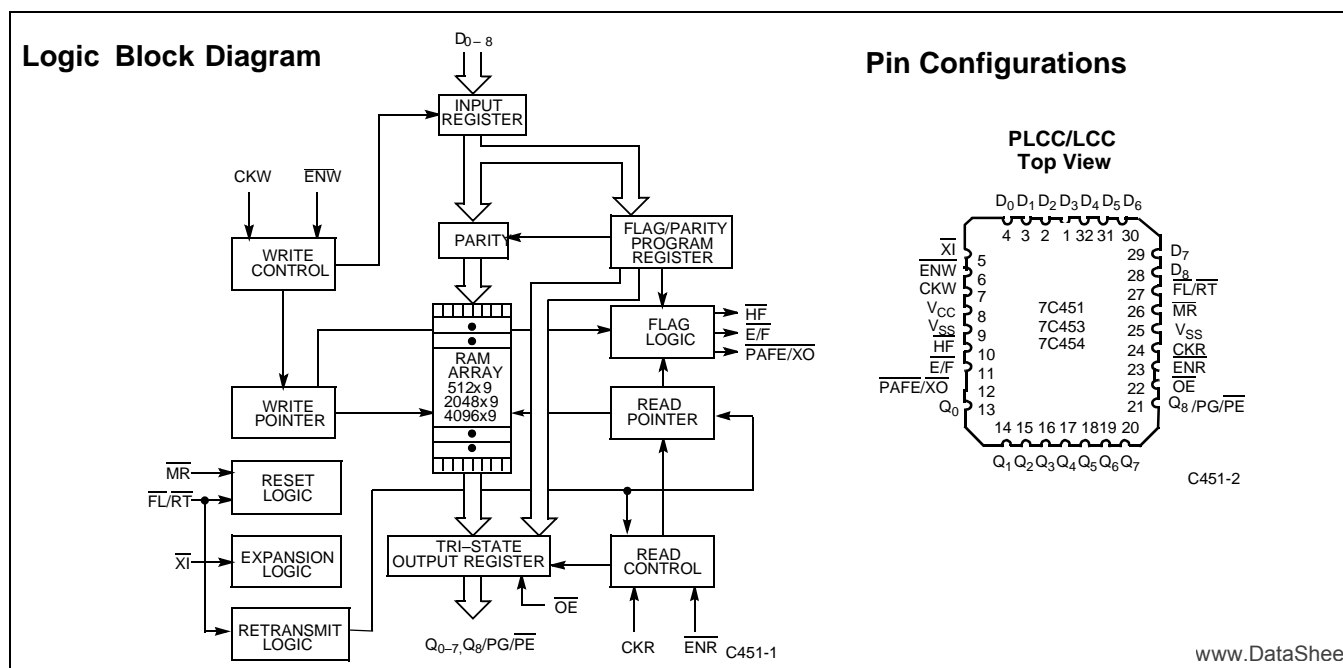 Logic Block Diagram
D0–8
INPUT
REGISTER
CKW
ENW
WRITE
CONTROL
PARITY
FLAG/PARITY
PROGRAM
REGISTER
FLAG
LOGIC
HF
E/F
PAFE/XO
RAM
ARRAY
512x9
2048x9
4096x9
WRITE
POINTER
READ
POINTER
MR
RESET
LOGIC
FL/RT
XI
EXPANSION
LOGIC
TRI–STATE
OUTPUT REGISTER
READ
CONTROL
RETRANSMIT
LOGIC
OE
Q0–7,Q8/PG/PE
CKR
ENR
C451-1
Pin Configurations
PLCC/LCC
Top View
D0 D1 D2 D3 D4 D5 D6
4 3 2 1 32 31 30
XI 5
ENW 6
CKW 7
VCC 8
VSS 9
HF 10
E/F 11
PAFE/XO 12
Q0 13
7C451
7C453
7C454
29 D7
28 D8
27 FL/RT
26 MR
25 VSS
24 CKR
23 ENR
22 OE
21 Q8/PG/PE
14 15 16 17 18 19 20
Q1 Q2 Q3 Q4 Q5 Q6 Q7
C451-2
www.DataShee